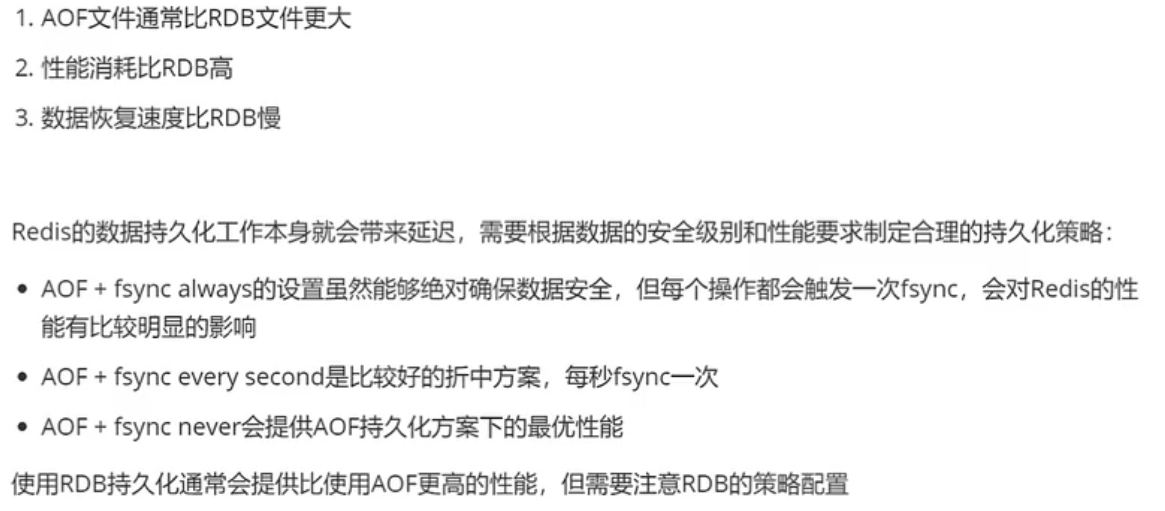 1. AOF文件通常比RDB文件更大
2. 性能消耗比RDB高
3. 数据恢复速度比RDB慢
Redis的数据持久化工作本身就会带来延迟，需要根据数据的安全级别和性能要求制定合理的持久化策略：
• AOF + fsync always的设置虽然能够绝对确保数据安全，但每个操作都会触发一次fsync，会对Redis的性
能有比较明显的影响
• AOF + fsync every second是比较好的折中方案，每秒fsync一次
• AOF + fsync never会提供AOF持久化方案下的最优性能
使用RDB持久化通常会提供比使用AOF更高的性能，但需要注意RDB的策略配置